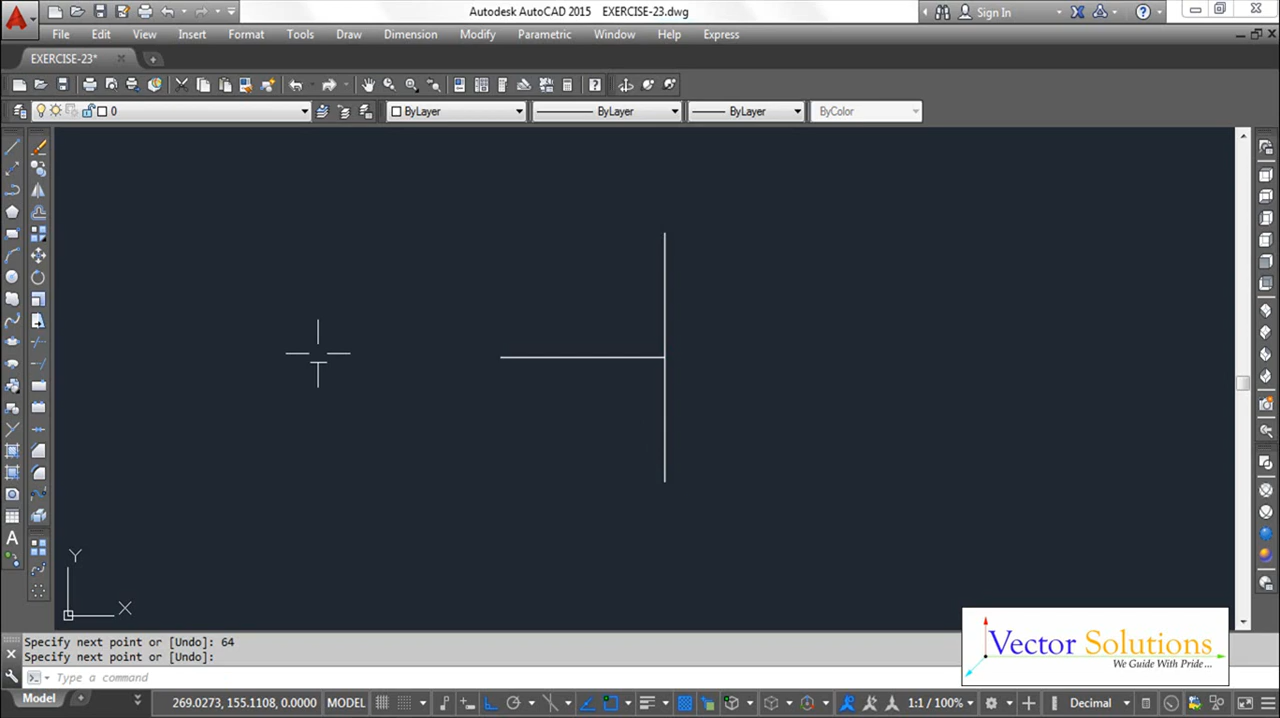 Autodesk AutoCAD 2015 EXERCISE-23.dwg
Sign In
File Edit View Insert Format Tools Draw Dimension Modify Parametric Window Help Express
EXERCISE-23*
0
ByLayer
ByLayer
ByLayer
ByColor
Y
X
Specify next point or [Undo]: 64
Specify next point or [Undo]:
Type a command
Vector Solutions
We Guide With Pride...
Model
269.0273, 155.1108, 0.0000 MODEL
1:1 / 100%
Decimal